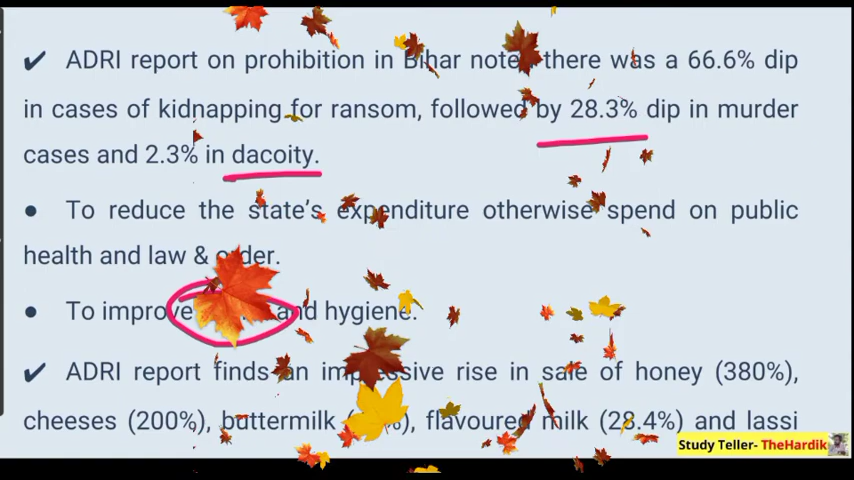 ✔ ADRI report on prohibition in Bihar note there was a 66.6% dip
in cases of kidnapping for ransom, followed by 28.3% dip in murder
cases and 2.3% in dacoity.
● To reduce the state's expenditure otherwise spend on public
health and law & order.
● To improve and hygiene.
✔ ADRI report finds an impressive rise in sale of honey (380%),
cheeses (200%), buttermilk flavoured milk (28.4%) and lassi
Study Teller- TheHardik